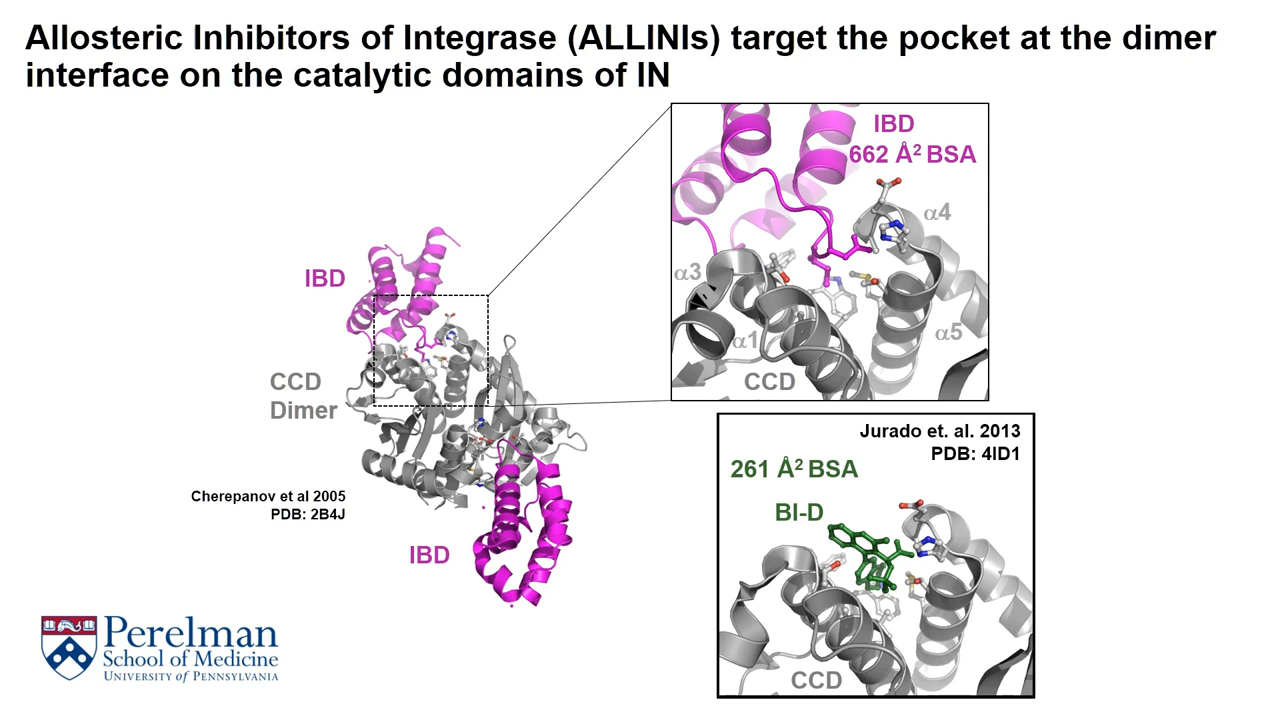 Allosteric Inhibitors of Integrase (ALLINIs) target the pocket at the dimer
interface on the catalytic domains of IN
IBD
CCD
Dimer
Cherepanov et al 2005
PDB: 2B4J
IBD
IBD
662 Å² BSA
α4
α3
α1
α5
CCD
Jurado et. al. 2013
PDB: 4ID1
261 Å² BSA
BI-D
CCD
Perelman
School of Medicine
University of Pennsylvania